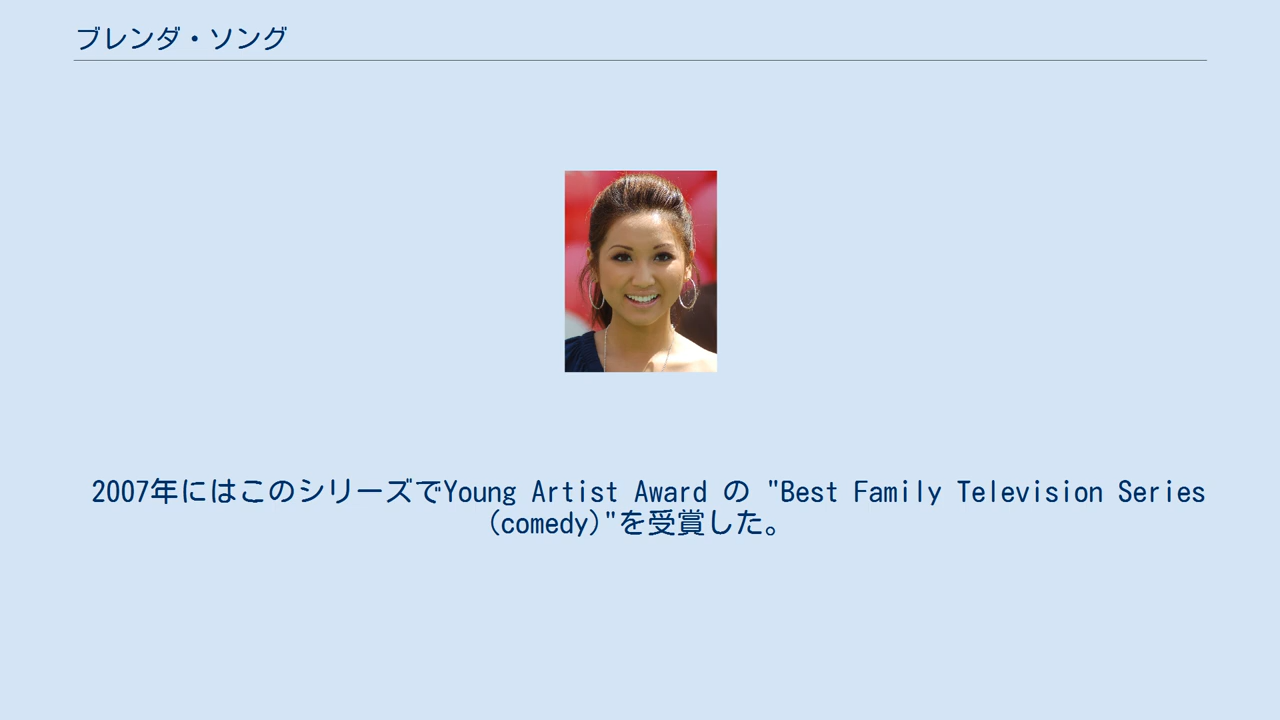 ブレンダ・ソング
2007年にはこのシリーズでYoung Artist Award の "Best Family Television Series
(comedy)"を受賞した。